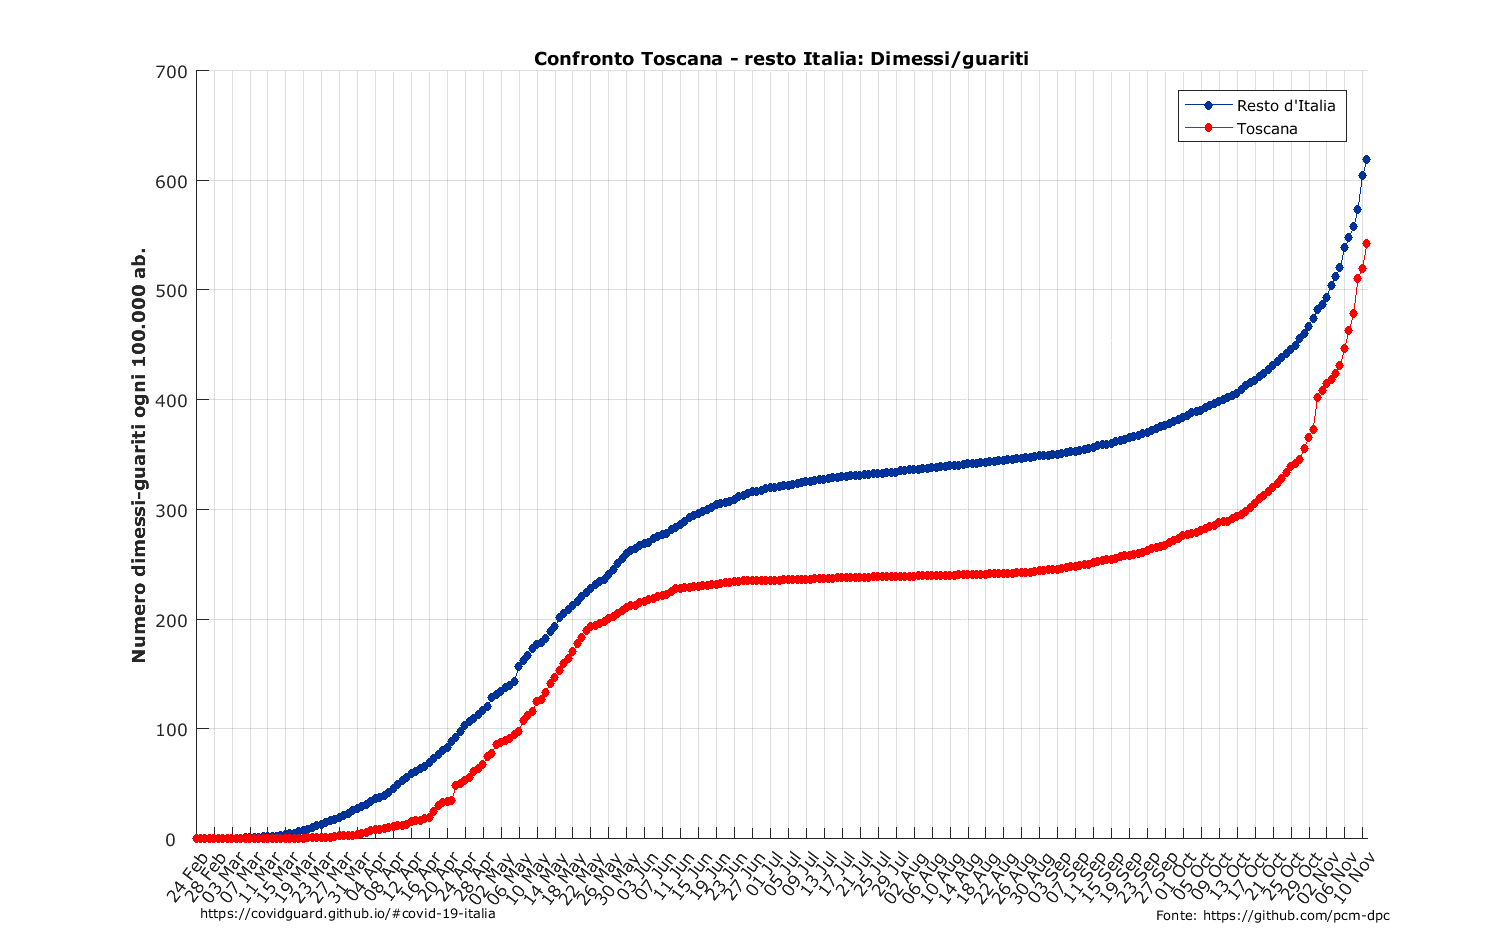 Confronto Toscana - resto Italia: Dimessi/guariti
Resto d'Italia
Toscana
Numero dimessi-guariti ogni 100.000 ab.
700
600
500
400
300
200
100
0
24 Feb
28 Feb
03 Mar
07 Mar
11 Mar
15 Mar
19 Mar
23 Mar
27 Mar
31 Mar
04 Apr
08 Apr
12 Apr
16 Apr
20 Apr
24 Apr
28 Apr
02 May
06 May
10 May
14 May
18 May
22 May
26 May
30 May
03 Jun
07 Jun
11 Jun
15 Jun
19 Jun
23 Jun
27 Jun
01 Jul
05 Jul
09 Jul
13 Jul
17 Jul
21 Jul
25 Jul
29 Jul
02 Aug
06 Aug
10 Aug
14 Aug
18 Aug
22 Aug
26 Aug
30 Aug
03 Sep
07 Sep
11 Sep
15 Sep
19 Sep
23 Sep
27 Sep
01 Oct
05 Oct
09 Oct
13 Oct
17 Oct
21 Oct
25 Oct
29 Oct
02 Nov
06 Nov
10 Nov
https://covidguard.github.io/#covid-19-italia
Fonte: https://github.com/pcm-dpc